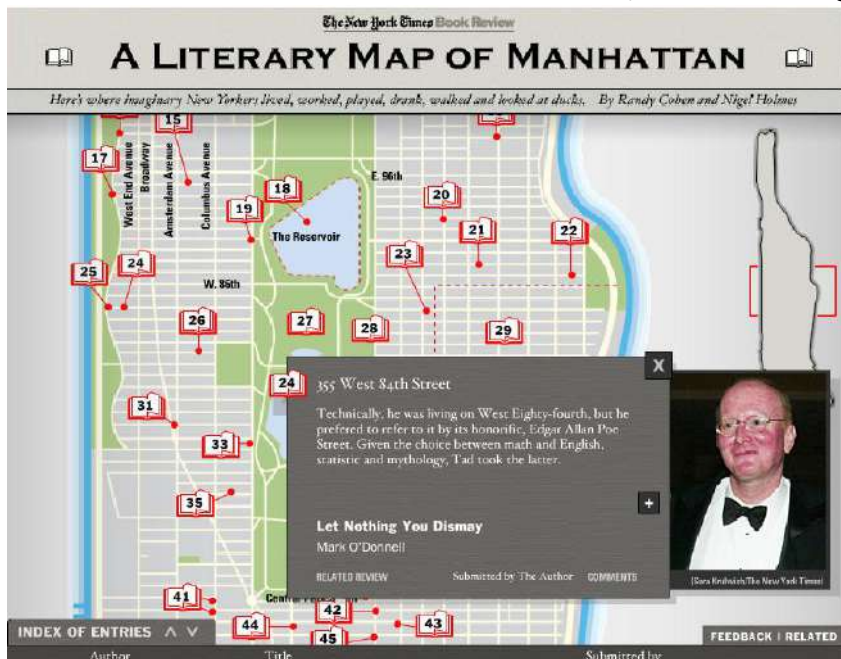 The New York Times Book Review
A LITERARY MAP OF MANHATTAN
Here's where imaginary New Yorkers lived, worked, played, drank, walked and looked at ducks. By Randy Cohen and Nigel Holmes
15
17
West End Avenue
Broadway
Amsterdam Avenue
Columbus Avenue
E. 96th
18
19
20
The Reservoir
21
22
23
25
24
W. 85th
26
27
28
29
X
24
355 West 84th Street
Technically, he was living on West Eighty-fourth, but he
prefered to refer to it by its honorific, Edgar Allan Poe
Street. Given the choice between math and English,
statistic and mythology, Tad took the latter.
31
33
35
+
Let Nothing You Dismay
Mark O'Donnell
RELATED REVIEW
Submitted by The Author
COMMENTS
(Sara Krulwich/The New York Times)
41
Central
42
43
44
45
INDEX OF ENTRIES
FEEDBACK | RELATED
Author
Title
Submitted by